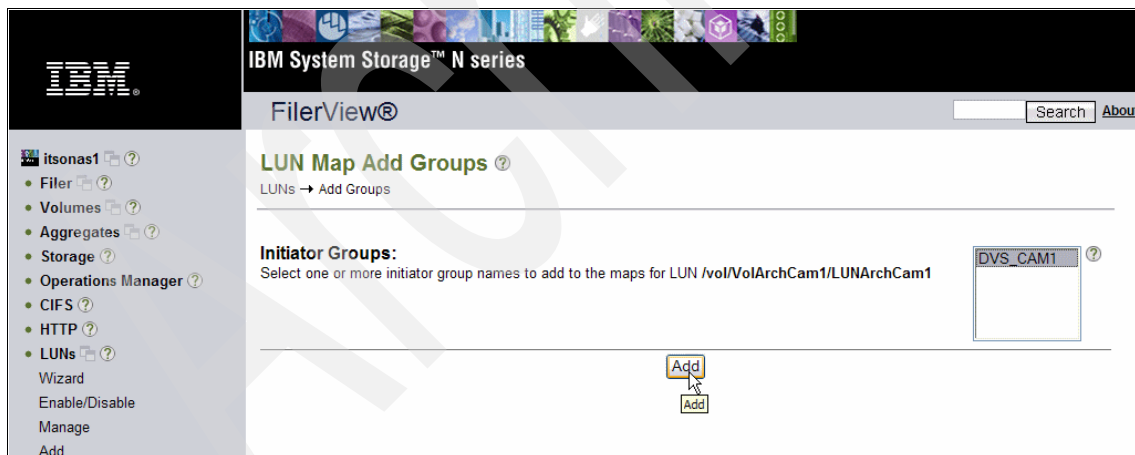 IBM System Storage™ N series
IBM®
FilerView®
Search Abou
itsonas1
Filer
Volumes
Aggregates
Storage
Operations Manager
CIFS
HTTP
LUNs
Wizard
Enable/Disable
Manage
Add
LUN Map Add Groups
LUNs → Add Groups
Initiator Groups:
Select one or more initiator group names to add to the maps for LUN /vol/VolArchCam1/LUNArchCam1
DVS_CAM1
Add
Add